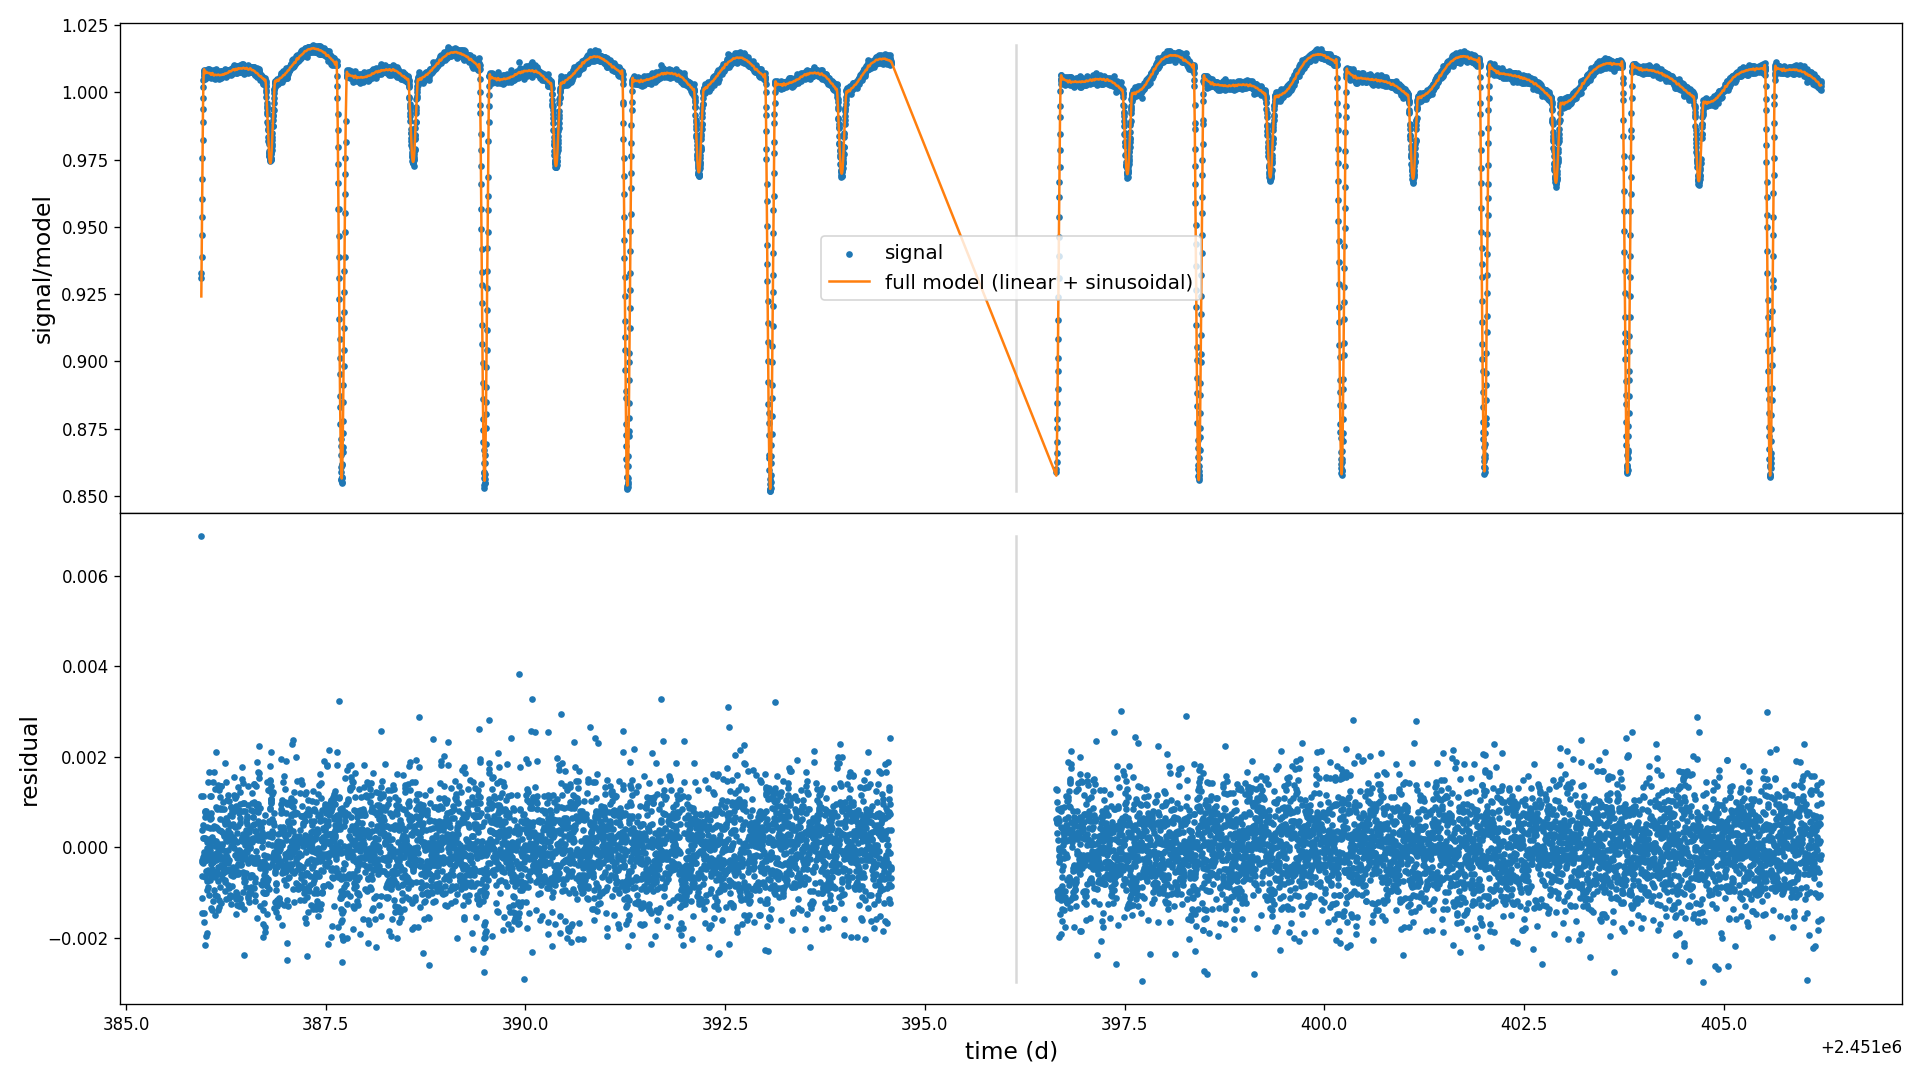 1.025
1.000
0.975
0.950
0.925
0.900
0.875
0.850
signal/model
signal
full model (linear + sinusoidal)
0.006
0.004
0.002
0.000
−0.002
residual
385.0 387.5 390.0 392.5 395.0 397.5 400.0 402.5 405.0
time (d)
+2.451e6